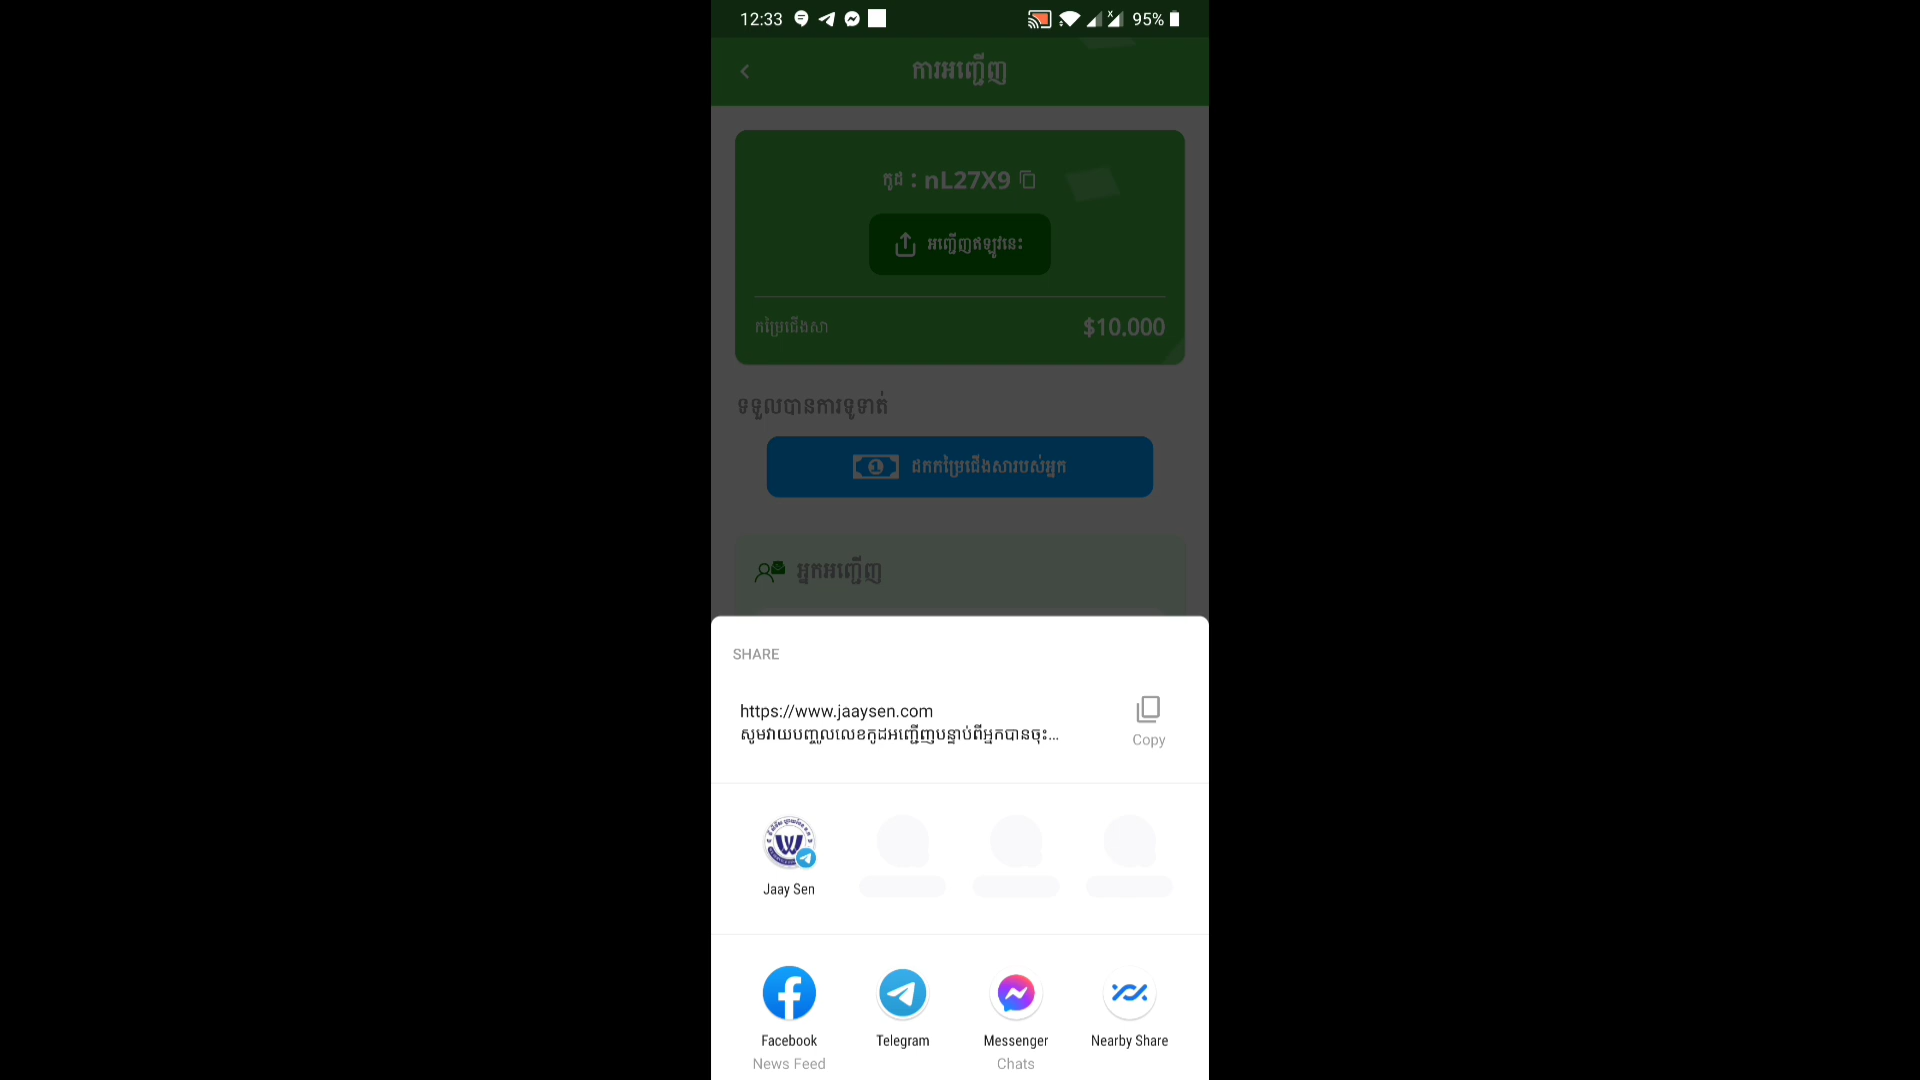 12:33
95%
ការអញ្ជើញ
កូដ : nL27X9
អញ្ជើញឥឡូវនេះ
កម្រៃជើងសា
$10.000
ទទួលបានការទូទាត់
ដកកម្រៃជើងសារបស់អ្នក
អ្នកអញ្ជើញ
SHARE
https://www.jaaysen.com
សូមវាយបញ្ចូលលេខកូដអញ្ជើញបន្ទាប់ពីអ្នកបានចុះ...
Copy
Jaay Sen
Facebook
Telegram
Messenger
Nearby Share
News Feed
Chats